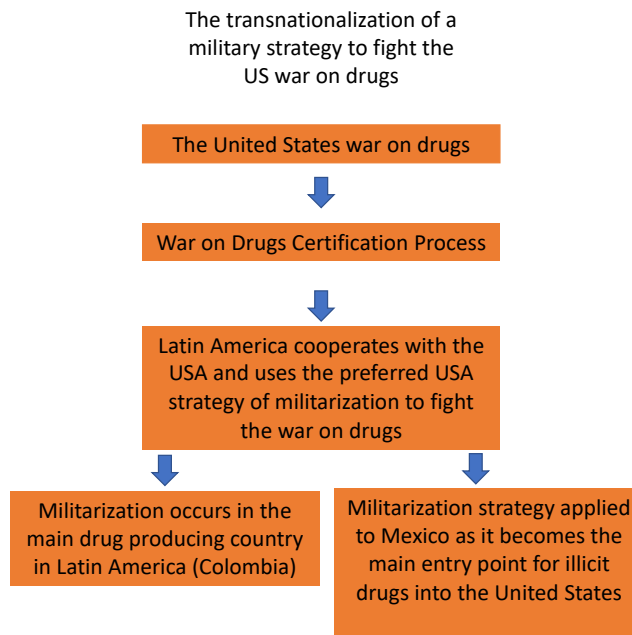 The transnationalization of a
military strategy to fight the
US war on drugs
The United States war on drugs
War on Drugs Certification Process
Latin America cooperates with the
USA and uses the preferred USA
strategy of militarization to fight
the war on drugs
Militarization occurs in the
main drug producing country
in Latin America (Colombia)
Militarization strategy applied
to Mexico as it becomes the
main entry point for illicit
drugs into the United States